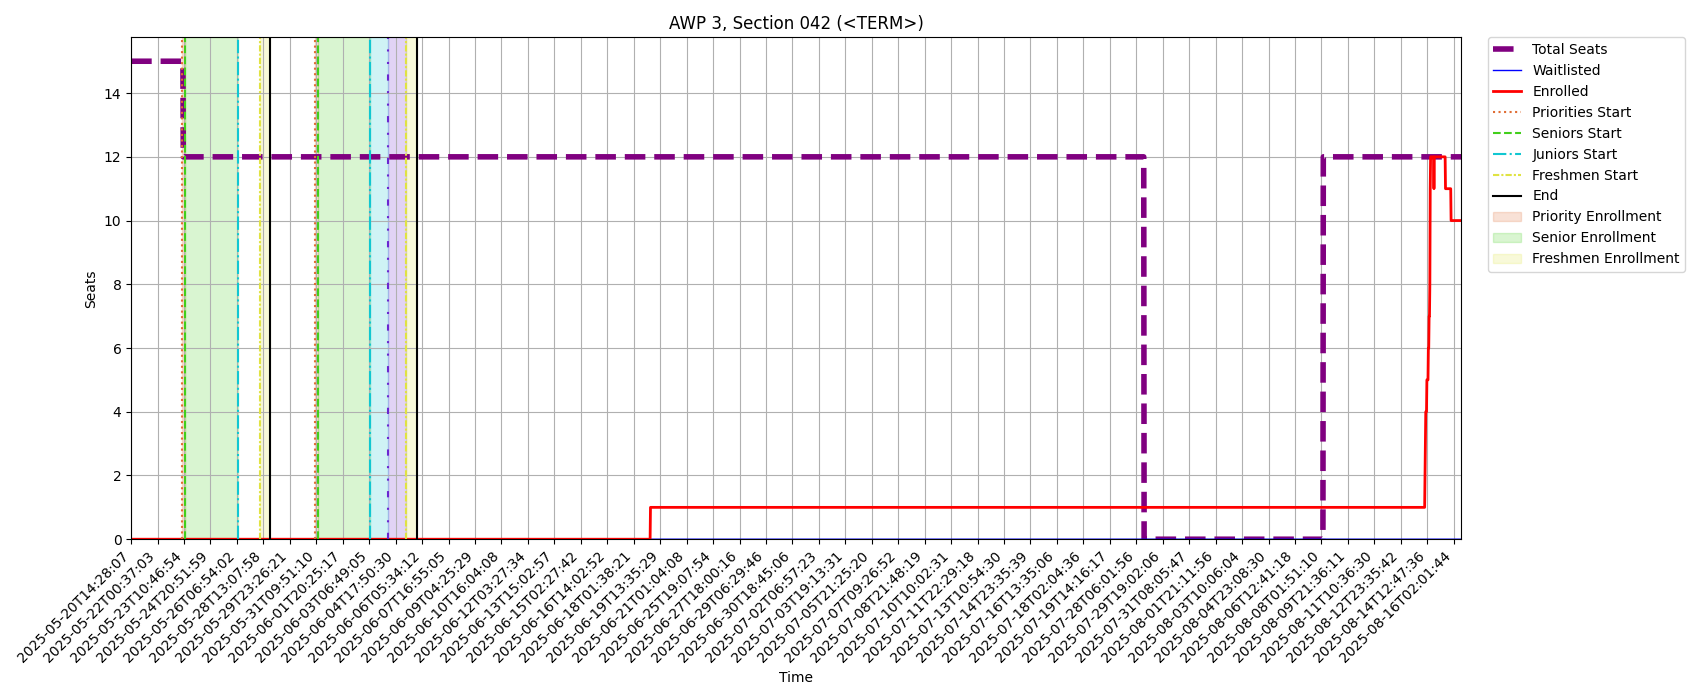 AWP 3, Section 042 (<TERM>)
Seats
14
12
10
8
6
4
2
0
2025-05-20T14:28:07
2025-05-22T00:37:03
2025-05-23T10:46:54
2025-05-24T20:51:59
2025-05-26T06:54:02
2025-05-28T13:07:58
2025-05-29T23:26:21
2025-05-31T09:51:10
2025-06-01T20:25:17
2025-06-03T06:49:05
2025-06-04T17:50:30
2025-06-06T05:34:12
2025-06-07T16:55:05
2025-06-09T04:25:29
2025-06-10T16:04:08
2025-06-12T03:27:34
2025-06-13T15:02:57
2025-06-15T02:27:42
2025-06-16T14:02:52
2025-06-18T01:38:21
2025-06-19T13:35:29
2025-06-21T01:04:08
2025-06-25T19:07:54
2025-06-27T18:00:16
2025-06-29T06:29:46
2025-06-30T18:45:06
2025-07-02T06:57:23
2025-07-03T19:13:31
2025-07-05T21:25:20
2025-07-07T09:26:52
2025-07-08T21:48:19
2025-07-10T10:02:31
2025-07-11T22:29:18
2025-07-13T10:54:30
2025-07-14T23:35:39
2025-07-16T13:35:06
2025-07-18T02:04:36
2025-07-19T14:16:17
2025-07-28T06:01:56
2025-07-29T19:02:06
2025-07-31T08:05:47
2025-08-01T21:11:56
2025-08-03T10:06:04
2025-08-04T23:08:30
2025-08-06T12:41:18
2025-08-08T01:51:10
2025-08-09T21:36:11
2025-08-11T10:36:30
2025-08-12T23:35:42
2025-08-14T12:47:36
2025-08-16T02:01:44
Time
Total Seats
Waitlisted
Enrolled
Priorities Start
Seniors Start
Juniors Start
Freshmen Start
End
Priority Enrollment
Senior Enrollment
Freshmen Enrollment